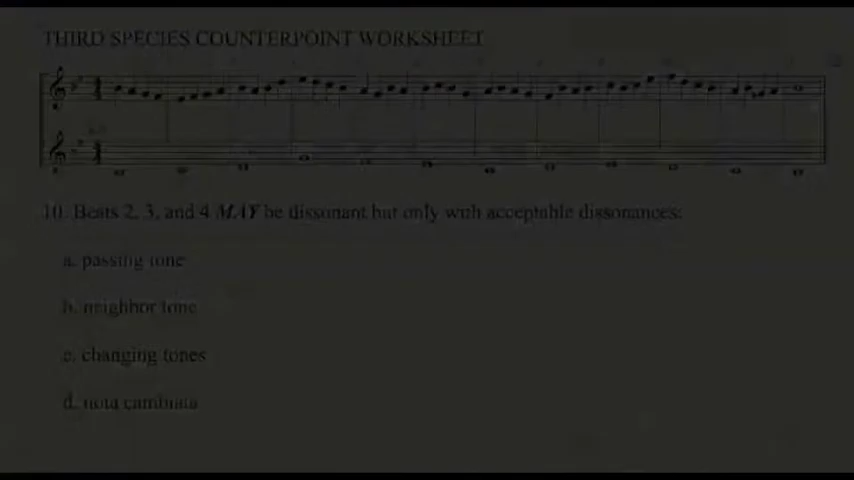 THIRD SPECIES COUNTERPOINT WORKSHEET
10. Beats 2, 3, and 4 MAY be dissonant but only with acceptable dissonances:
a. passing tone
b. neighbor tone
c. changing tones
d. nota cambiata